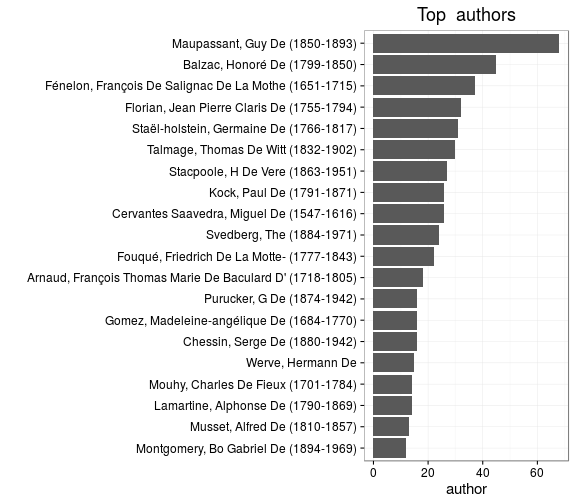 Top authors
Maupassant, Guy De (1850-1893)
Balzac, Honoré De (1799-1850)
Fénelon, François De Salignac De La Mothe (1651-1715)
Florian, Jean Pierre Claris De (1755-1794)
Staël-holstein, Germaine De (1766-1817)
Talmage, Thomas De Witt (1832-1902)
Stacpoole, H De Vere (1863-1951)
Kock, Paul De (1791-1871)
Cervantes Saavedra, Miguel De (1547-1616)
Svedberg, The (1884-1971)
Fouqué, Friedrich De La Motte- (1777-1843)
Arnaud, François Thomas Marie De Baculard D' (1718-1805)
Purucker, G De (1874-1942)
Gomez, Madeleine-angélique De (1684-1770)
Chessin, Serge De (1880-1942)
Werve, Hermann De
Mouhy, Charles De Fieux (1701-1784)
Lamartine, Alphonse De (1790-1869)
Musset, Alfred De (1810-1857)
Montgomery, Bo Gabriel De (1894-1969)
0 20 40 60
author